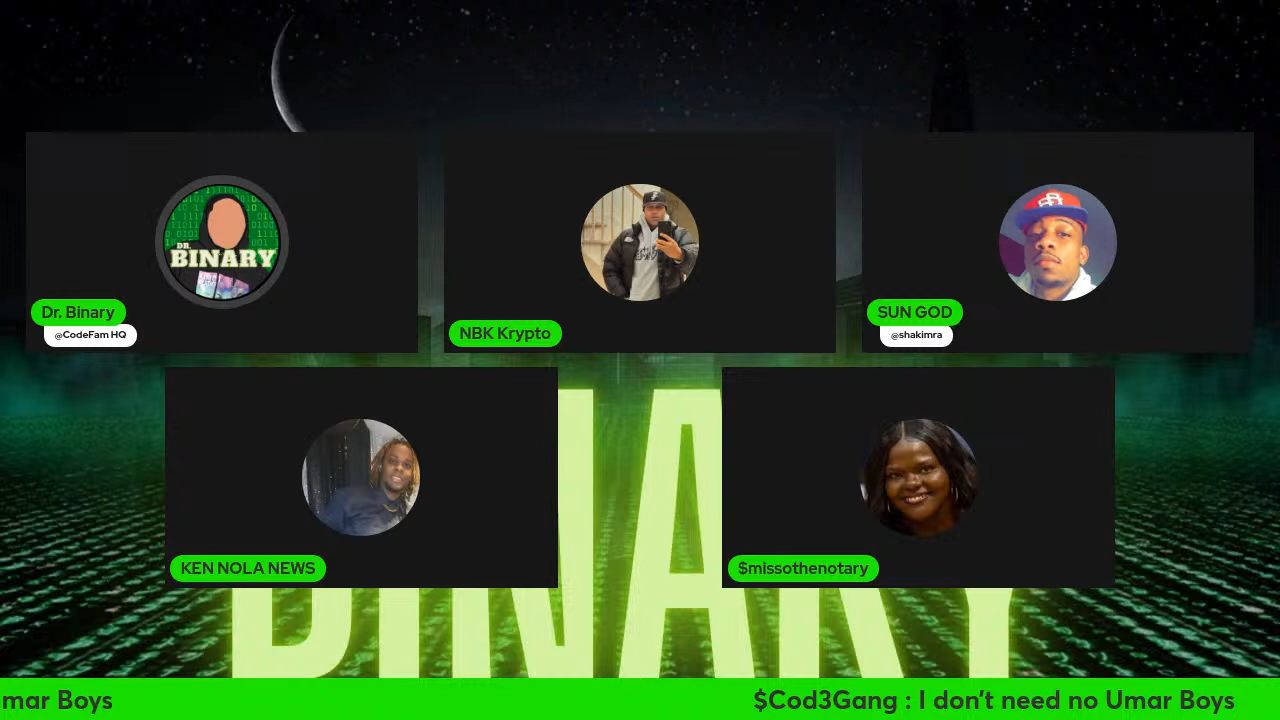 DR.
BINARY
Dr. Binary
@CodeFam HQ
NBK Krypto
SUN GOD
@shakimra
KEN NOLA NEWS
$missothenotary
BINARY
mar Boys
$Cod3Gang : I don't need no Umar Boys